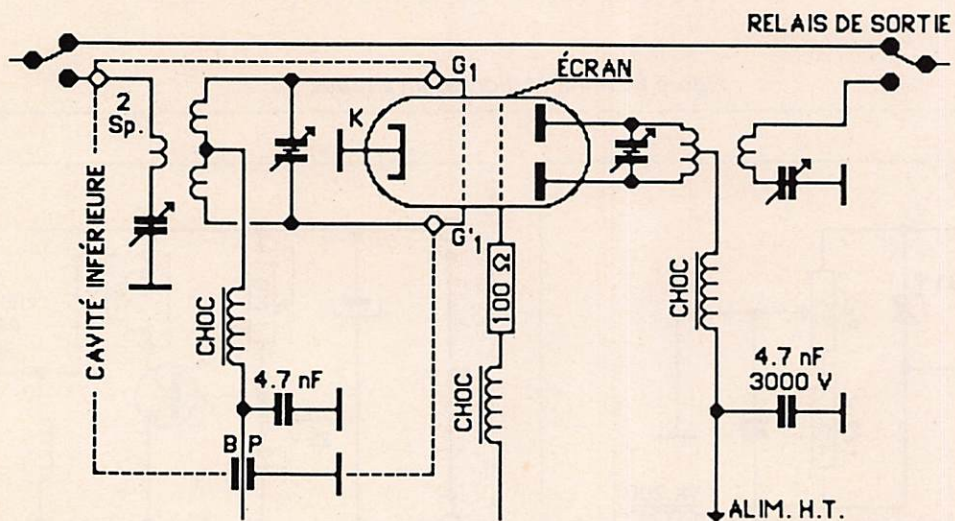 RELAIS DE SORTIE
G1
ÉCRAN
2
Sp.
K
CAVITÉ INFÉRIEURE
G'1
100 Ω
CHOC
CHOC
CHOC
4.7 nF
4.7 nF
3000 V
B P
ALIM. H.T.